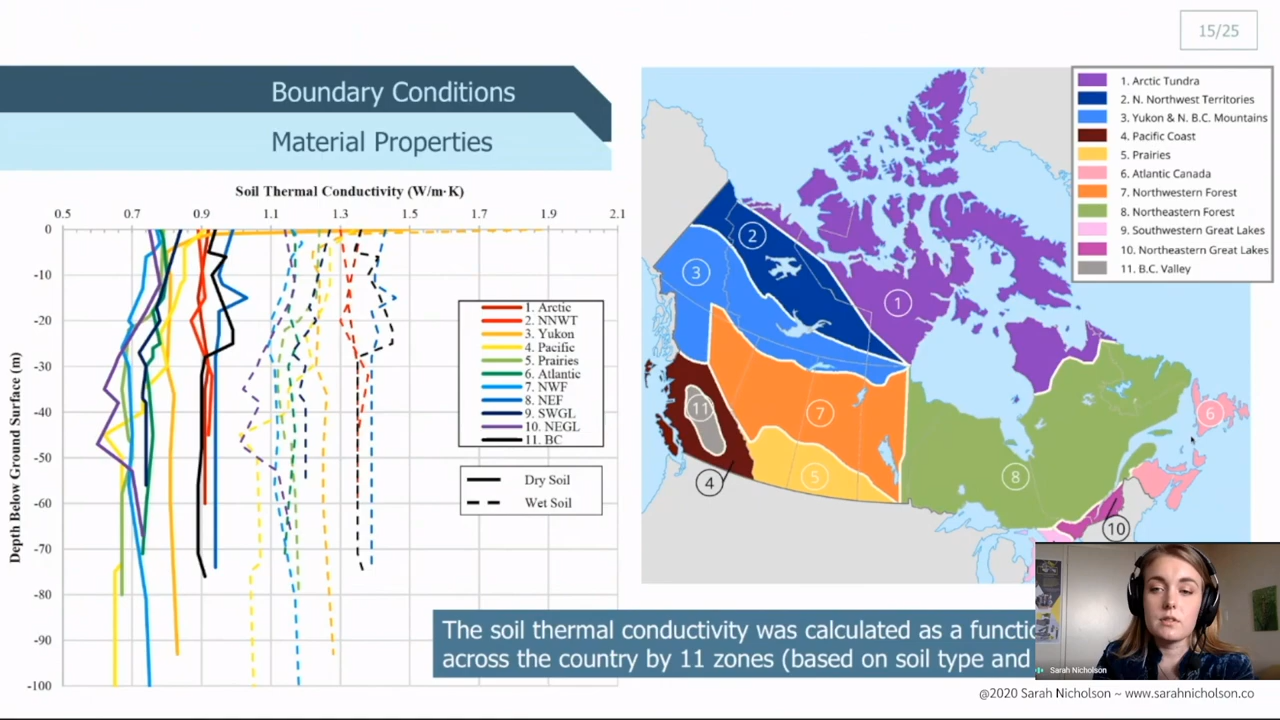 15/25
Boundary Conditions
Material Properties
Soil Thermal Conductivity (W/m·K)
0.5 0.7 0.9 1.1 1.3 1.5 1.7 1.9 2.1
0
-10
-20
-30
-40
-50
-60
-70
-80
-90
-100
Depth Below Ground Surface (m)
1. Arctic
2. NNWT
3. Yukon
4. Pacific
5. Prairies
6. Atlantic
7. NWF
8. NEF
9. SWGL
10. NEGL
11. BC
Dry Soil
Wet Soil
1. Arctic Tundra
2. N. Northwest Territories
3. Yukon & N. B.C. Mountains
4. Pacific Coast
5. Prairies
6. Atlantic Canada
7. Northwestern Forest
8. Northeastern Forest
9. Southwestern Great Lakes
10. Northeastern Great Lakes
11. B.C. Valley
2
3
1
11
7
6
4
5
8
10
The soil thermal conductivity was calculated as a functio
across the country by 11 zones (based on soil type and
Sarah Nicholson
@2020 Sarah Nicholson ~ www.sarahnicholson.co